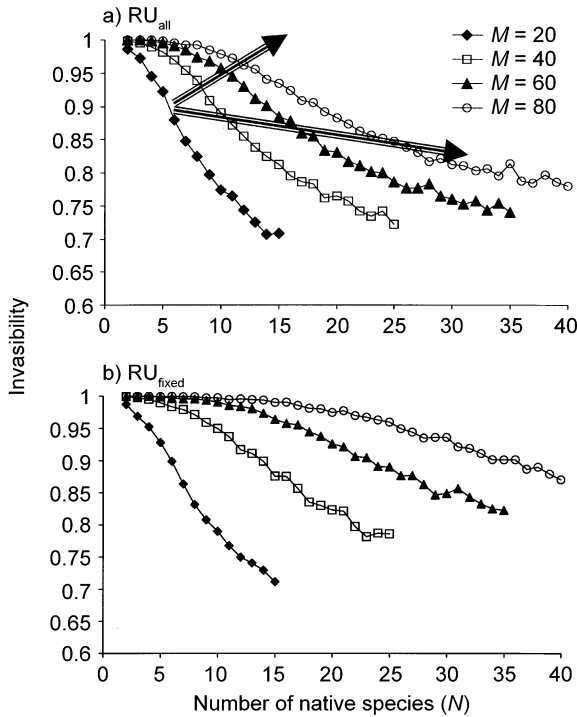 a) RUall
M = 20
M = 40
M = 60
M = 80
1
0.95
0.9
0.85
0.8
0.75
0.7
0.65
0.6
0 5 10 15 20 25 30 35 40
Invasibility
b) RUfixed
1
0.95
0.9
0.85
0.8
0.75
0.7
0.65
0.6
0 5 10 15 20 25 30 35 40
Number of native species (N)